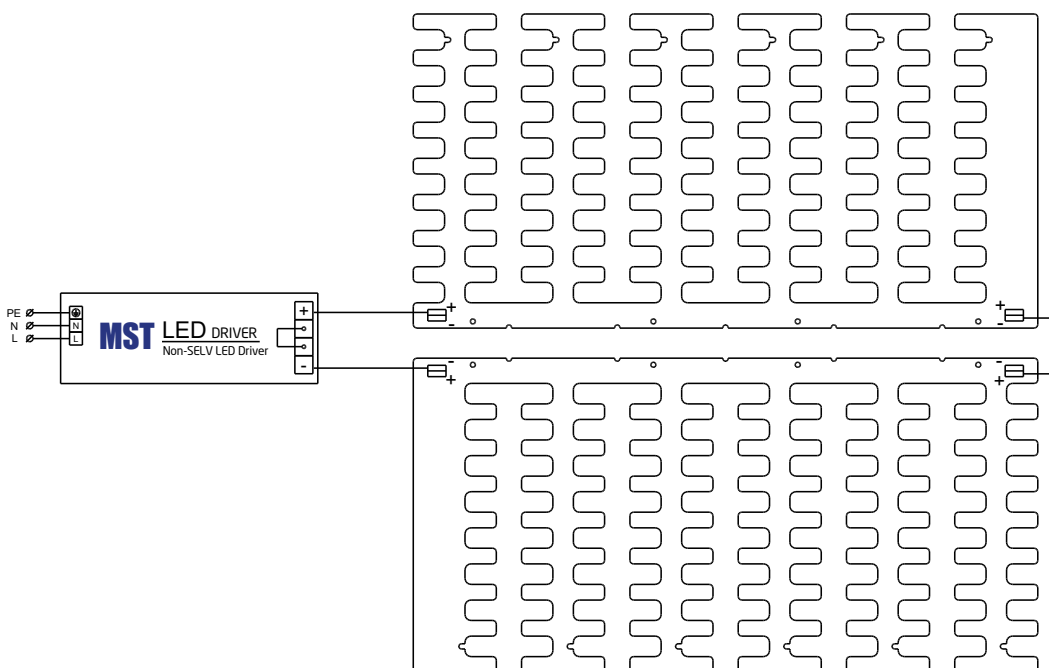 PE
N
L
N
L
MST LED DRIVER
Non-SELV LED Driver
+
-
+
-
+
-
-
+
-
+